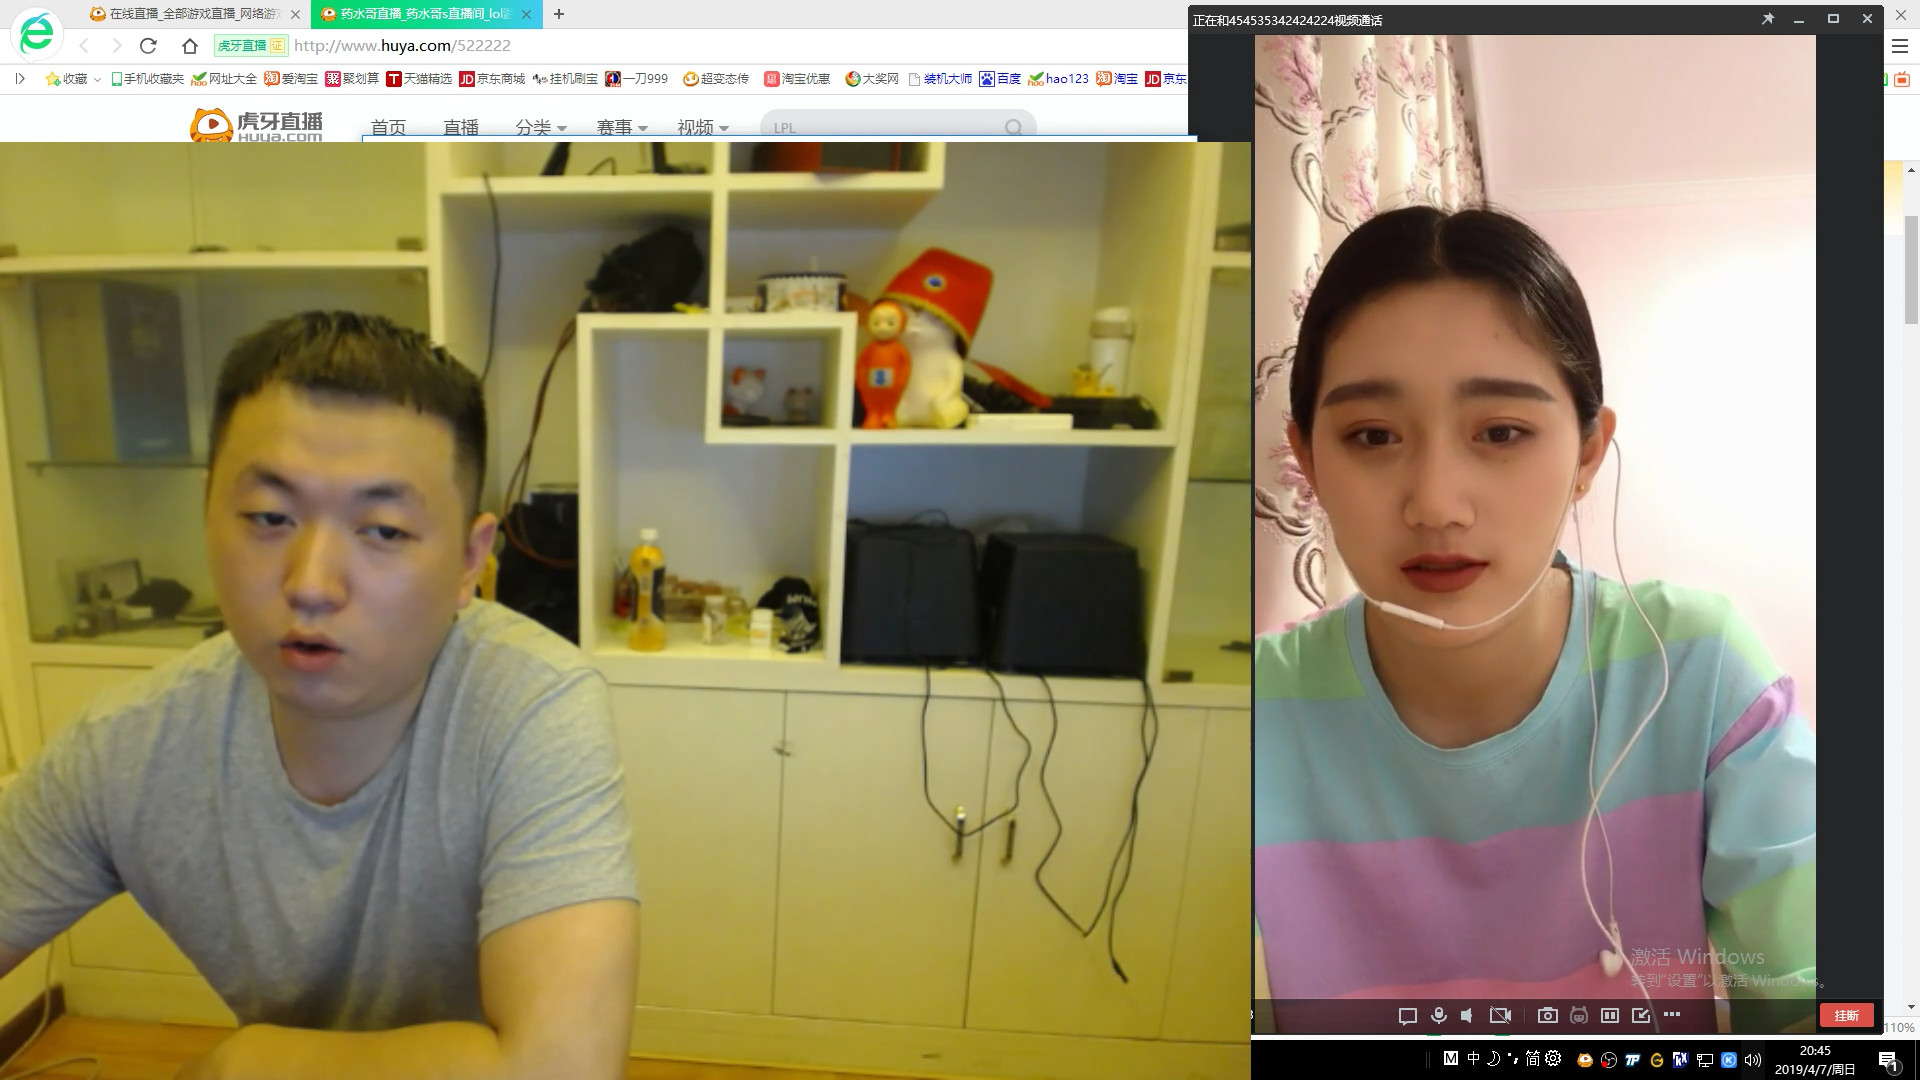 在线直播_全部游戏直播_网络游
药水哥直播_药水哥s直播间_lol
虎牙直播 证 http://www.huya.com/522222
收藏 手机收藏夹 网址大全 爱淘宝 聚划算 天猫精选 京东商城 挂机刷宝 一刀999 超变态传 淘宝优惠 大奖网 装机大师 百度 hao123 淘宝 京东
虎牙直播 首页 直播 分类 赛事 视频 LPL
HUYA.com
正在和454535342424224视频通话
激活 Windows
转到"设置"以激活 Windows。
挂断
110%
M 中 简
20:45
2019/4/7/周日
1